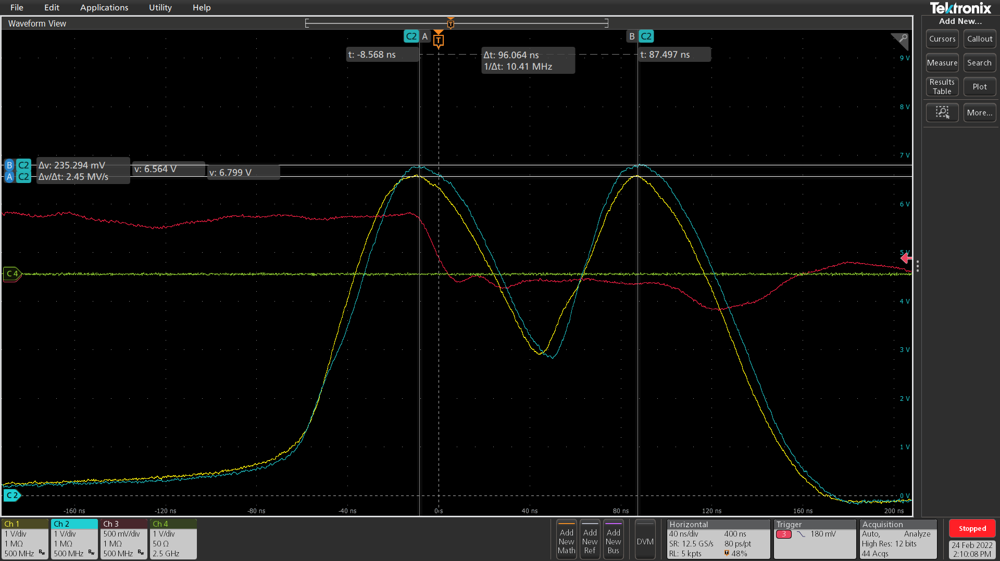 File Edit Applications Utility Help
Tektronix
Waveform View
Add New...
T
C2 A T B C2
Cursors Callout
t: -8.568 ns
Δt: 96.064 ns
1/Δt: 10.41 MHz
t: 87.497 ns
9 V
Measure Search
Results
Table
Plot
8 V
More...
7 V
B C2 Δv: 235.294 mV
A C2 Δv/Δt: 2.45 MV/s
v: 6.564 V
v: 6.799 V
6 V
5 V
C 4
4 V
3 V
2 V
1 V
C 2
0 V
-160 ns -120 ns -80 ns -40 ns 0s 40 ns 80 ns 120 ns 160 ns 200 ns
Ch 1
1 V/div
1 MΩ
500 MHz Bw
Ch 2
1 V/div
1 MΩ
500 MHz Bw
Ch 3
500 mV/div
1 MΩ
500 MHz Bw
Ch 4
1 V/div
50 Ω
2.5 GHz
Add
New
Math
Add
New
Ref
Add
New
Bus
DVM
Horizontal
40 ns/div 400 ns
SR: 12.5 GS/s 80 ps/pt
RL: 5 kpts T 48%
Trigger
3 180 mV
Acquisition
Auto, Analyze
High Res: 12 bits
44 Acqs
Stopped
24 Feb 2022
2:10:08 PM